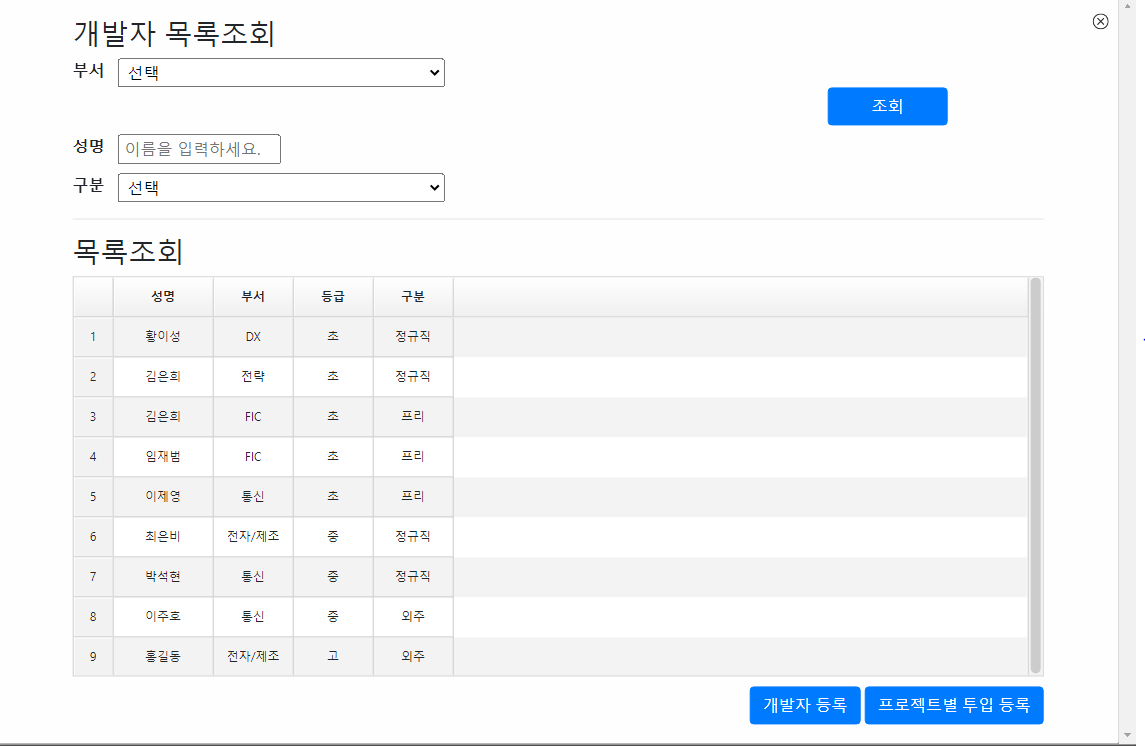 개발자 목록조회
부서 선택
조회
성명 이름을 입력하세요.
구분 선택
목록조회
성명 부서 등급 구분
1 황이성 DX 초 정규직
2 김은희 전략 초 정규직
3 김은희 FIC 초 프리
4 임재범 FIC 초 프리
5 이제영 통신 초 프리
6 최은비 전자/제조 중 정규직
7 박석현 통신 중 정규직
8 이주호 통신 중 외주
9 홍길동 전자/제조 고 외주
개발자 등록 프로젝트별 투입 등록